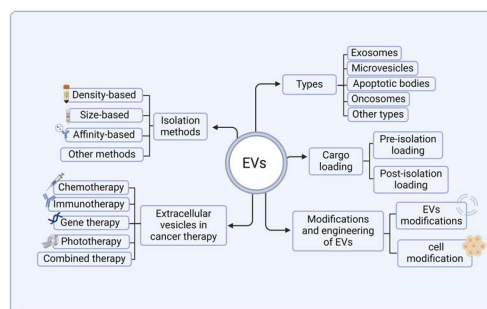 Exosomes
Microvesicles
Types
Apoptotic bodies
Oncosomes
Other types
Density-based
Size-based
Isolation
methods
Affinity-based
Other methods
EVs
Cargo
loading
Pre-isolation
loading
Post-isolation
loading
Chemotherapy
Immunotherapy
Gene therapy
Phototherapy
Combined therapy
Extracellular
vesicles in
cancer therapy
Modifications
and engineering
of EVs
EVs
modifications
cell
modification